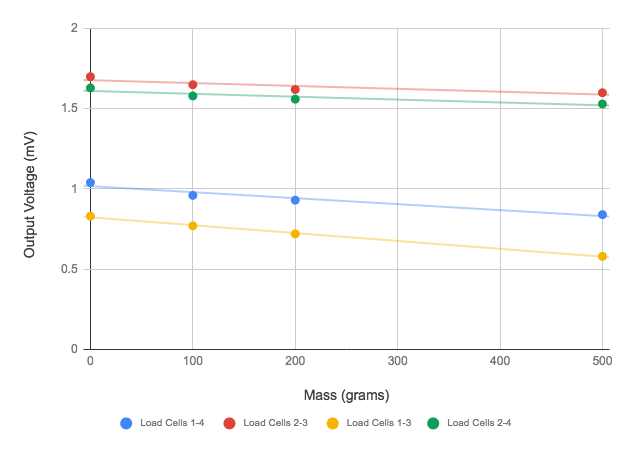 2
1.5
1
0.5
0
Output Voltage (mV)
0 100 200 300 400 500
Mass (grams)
Load Cells 1-4 Load Cells 2-3 Load Cells 1-3 Load Cells 2-4